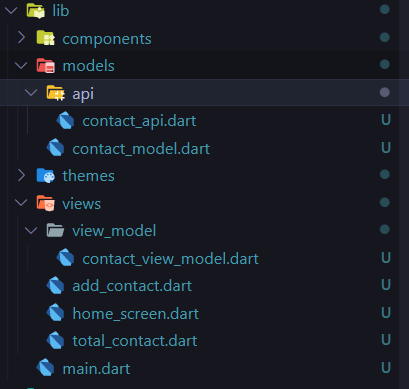 lib
components
models
api
contact_api.dart U
contact_model.dart U
themes
views
view_model
contact_view_model.dart U
add_contact.dart U
home_screen.dart U
total_contact.dart U
main.dart U